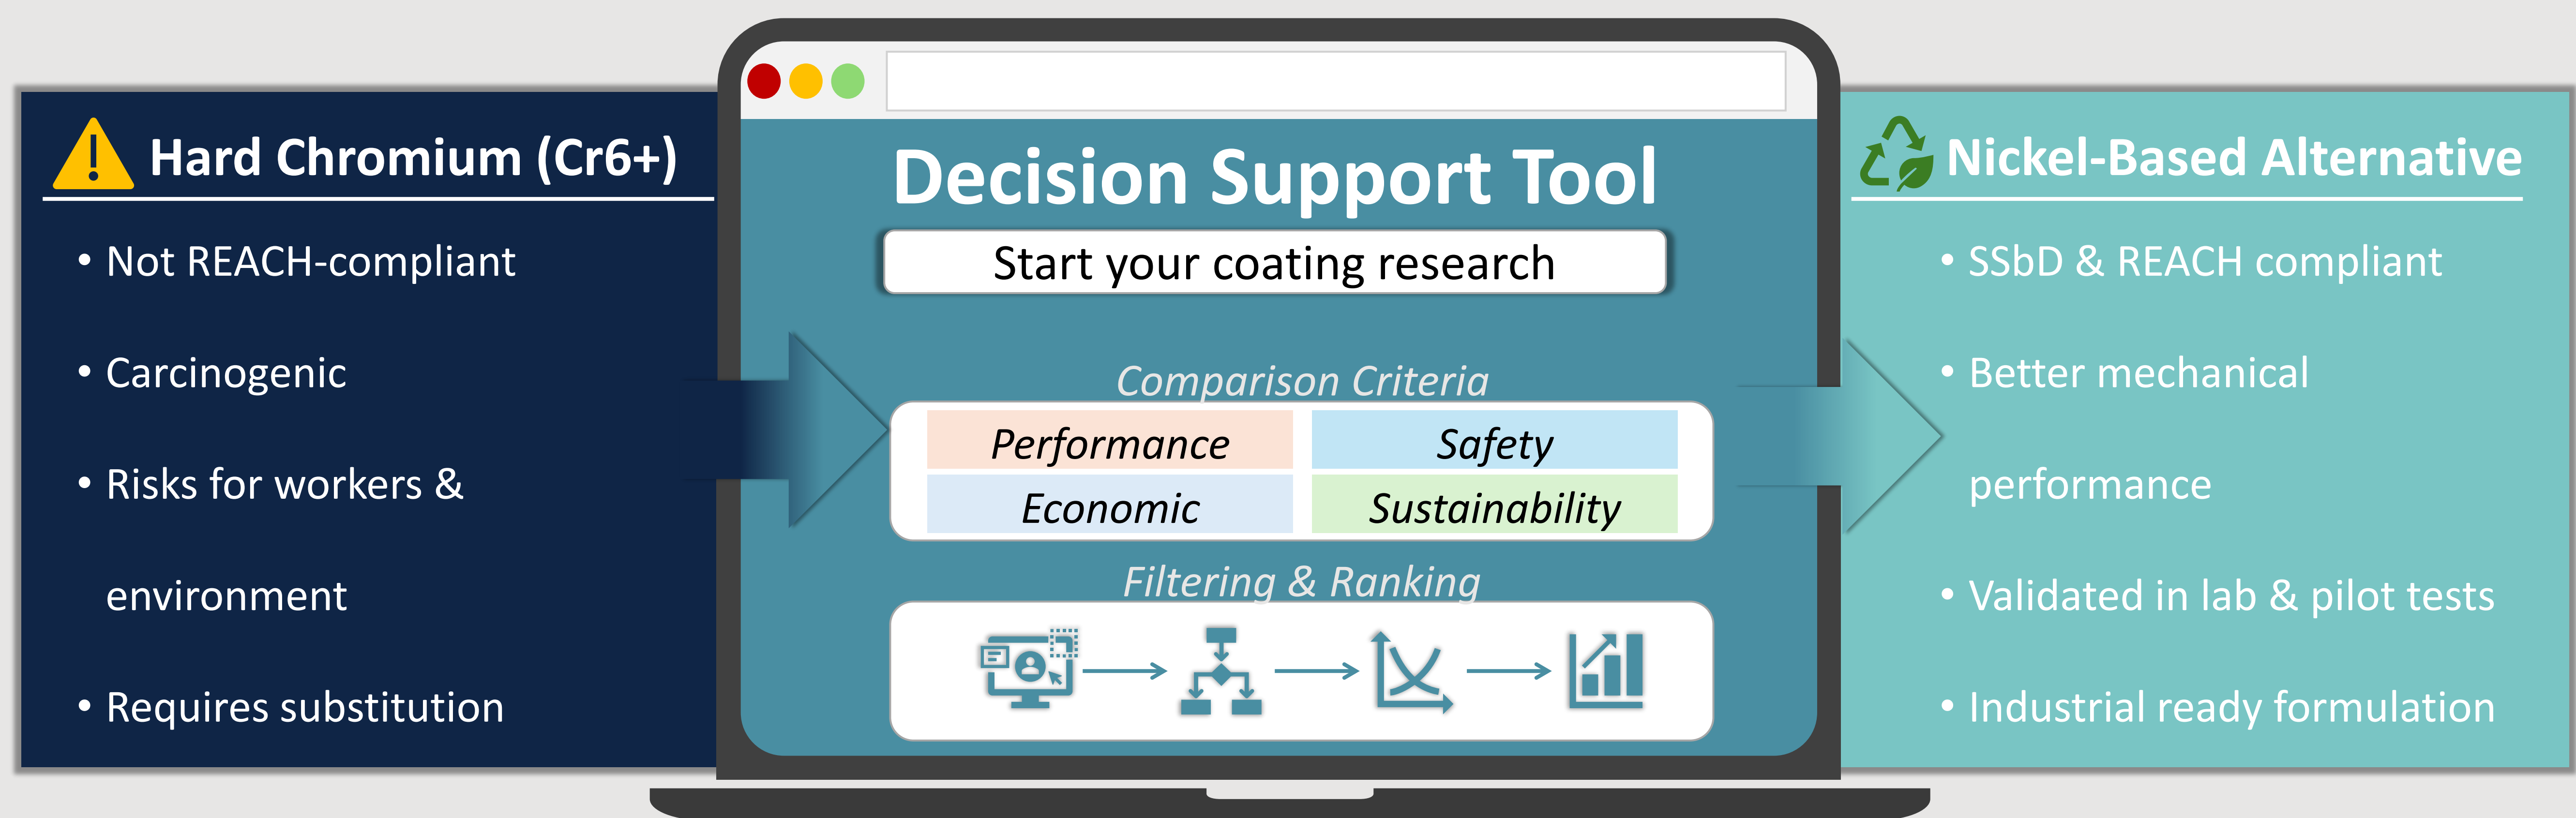 Hard Chromium (Cr6+)
• Not REACH-compliant
• Carcinogenic
• Risks for workers &
environment
• Requires substitution
Decision Support Tool
Start your coating research
Comparison Criteria
Performance
Safety
Economic
Sustainability
Filtering & Ranking
Nickel-Based Alternative
• SSbD & REACH compliant
• Better mechanical
performance
• Validated in lab & pilot tests
• Industrial ready formulation